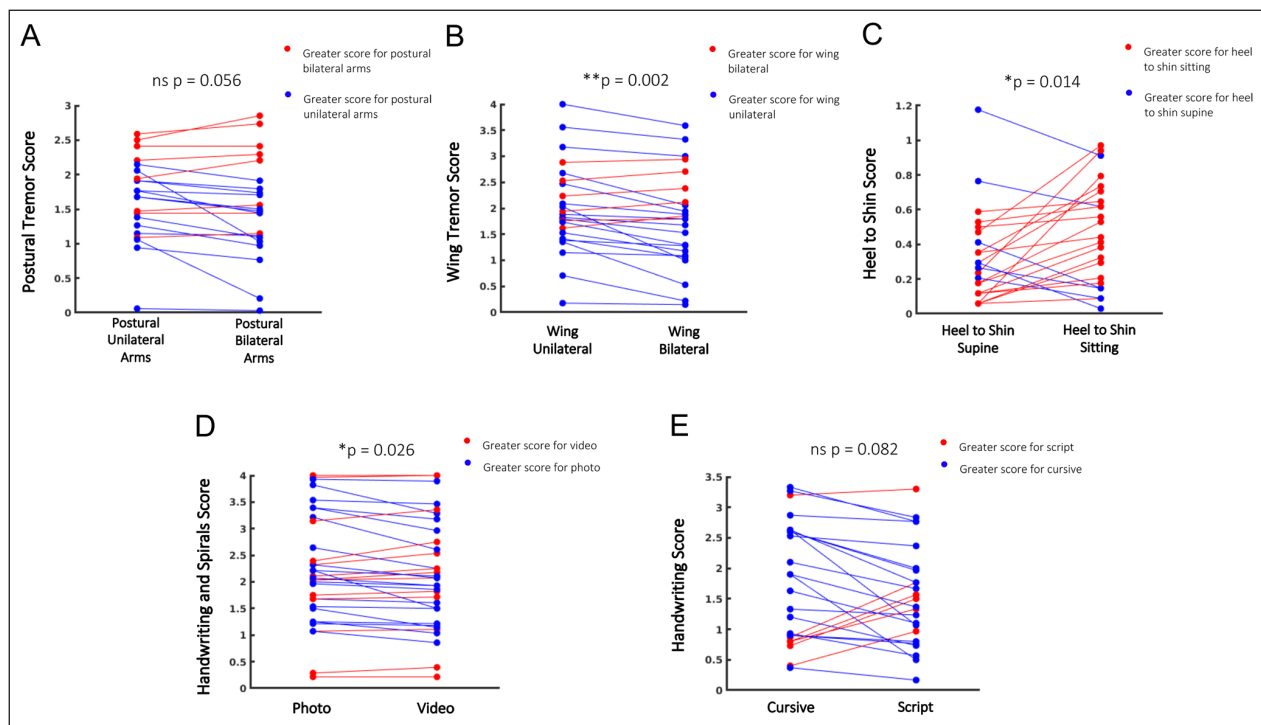 A
Greater score for postural
bilateral arms
Greater score for postural
unilateral arms
ns p = 0.056
Postural Tremor Score
3
2.5
2
1.5
1
0.5
0
Postural
Unilateral
Arms
Postural
Bilateral
Arms
B
Greater score for wing
bilateral
Greater score for wing
unilateral
**p = 0.002
Wing Tremor Score
4
3.5
3
2.5
2
1.5
1
0.5
0
Wing
Unilateral
Wing
Bilateral
C
Greater score for heel
to shin sitting
Greater score for heel
to shin supine
*p = 0.014
Heel to Shin Score
1.2
1
0.8
0.6
0.4
0.2
0
Heel to Shin
Supine
Heel to Shin
Sitting
D
Greater score for video
Greater score for photo
*p = 0.026
Handwriting and Spirals Score
4
3.5
3
2.5
2
1.5
1
0.5
0
Photo
Video
E
Greater score for script
Greater score for cursive
ns p = 0.082
Handwriting Score
3.5
3
2.5
2
1.5
1
0.5
0
Cursive
Script